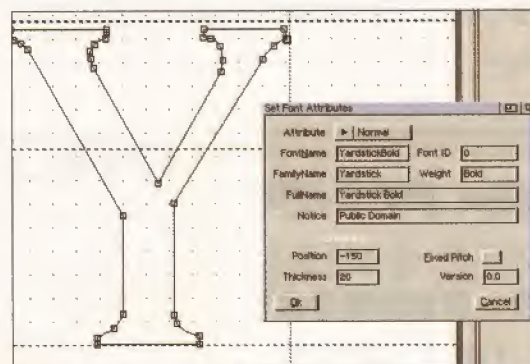 Set Font Attributes
Attribute Normal
FontName YardstickBold Font ID 0
FamilyName Yardstick Weight Bold
FullName Yardstick Bold
Notice Public Domain
Position -150 Fixed Pitch
Thickness 20 Version 0.0
Ok Cancel